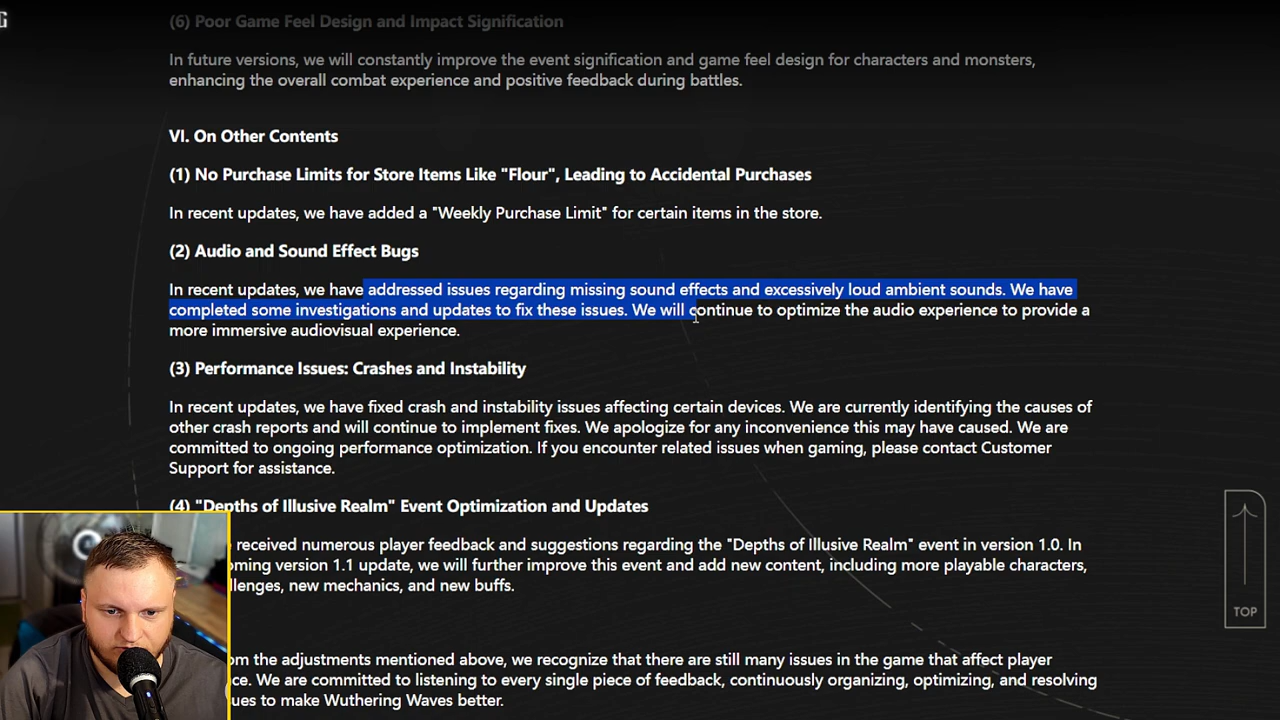 (6) Poor Game Feel Design and Impact Signification
In future versions, we will constantly improve the event signification and game feel design for characters and monsters,
enhancing the overall combat experience and positive feedback during battles.
VI. On Other Contents
(1) No Purchase Limits for Store Items Like "Flour", Leading to Accidental Purchases
In recent updates, we have added a "Weekly Purchase Limit" for certain items in the store.
(2) Audio and Sound Effect Bugs
In recent updates, we have addressed issues regarding missing sound effects and excessively loud ambient sounds. We have
completed some investigations and updates to fix these issues. We will continue to optimize the audio experience to provide a
more immersive audiovisual experience.
(3) Performance Issues: Crashes and Instability
In recent updates, we have fixed crash and instability issues affecting certain devices. We are currently identifying the causes of
other crash reports and will continue to implement fixes. We apologize for any inconvenience this may have caused. We are
committed to ongoing performance optimization. If you encounter related issues when gaming, please contact Customer
Support for assistance.
(4) "Depths of Illusive Realm" Event Optimization and Updates
received numerous player feedback and suggestions regarding the "Depths of Illusive Realm" event in version 1.0. In
version 1.1 update, we will further improve this event and add new content, including more playable characters,
new mechanics, and new buffs.
the adjustments mentioned above, we recognize that there are still many issues in the game that affect player
We are committed to listening to every single piece of feedback, continuously organizing, optimizing, and resolving
to make Wuthering Waves better.
TOP